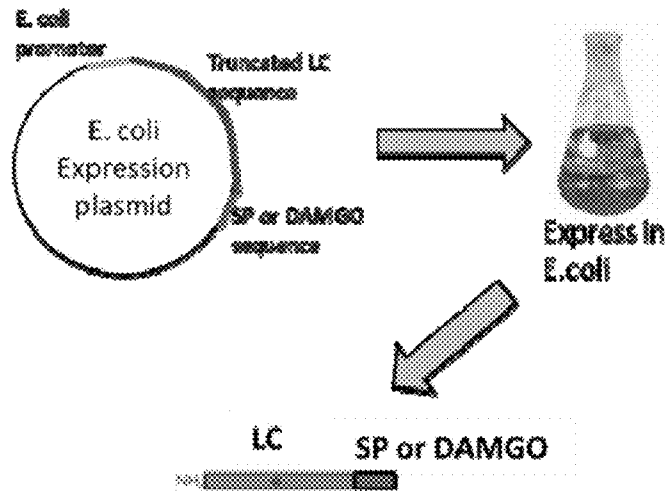 E. coli
promoter
Truncated LC
sequence
E. coli
Expression
plasmid
SP or DAMGO
sequence
Express in
E.coli
LC
SP or DAMGO
NH₂